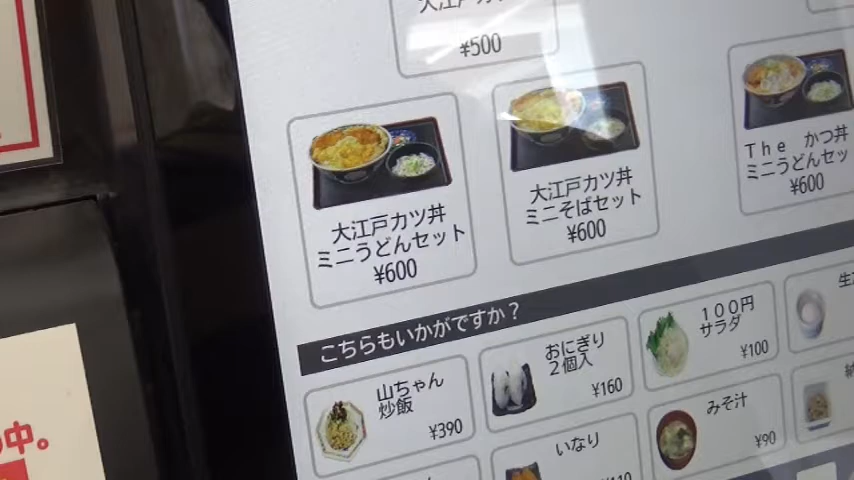 ¥500
大江戸カツ丼
ミニうどんセット
¥600
大江戸カツ丼
ミニそばセット
¥600
The かつ丼
ミニそばセット
¥600
こちらもいかがですか？
山ちゃん
炒飯
¥390
おにぎり
２個入
¥160
１００円
サラダ
¥100
いなり
みそ汁
¥90
中。